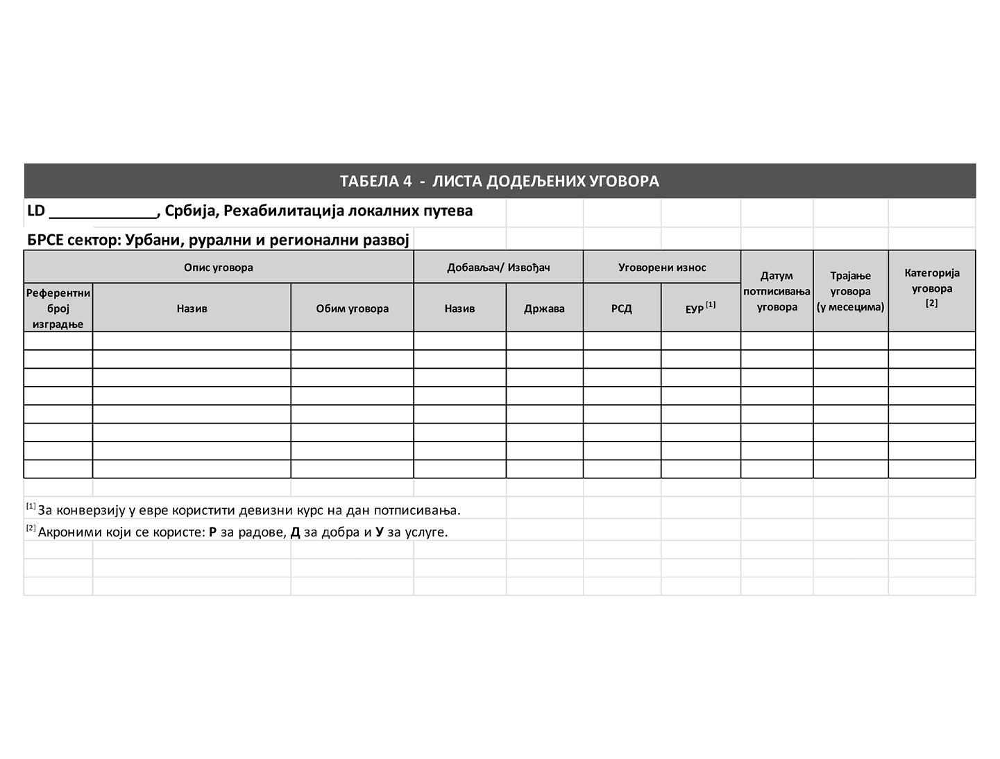 ТАБЕЛА 4 - ЛИСТА ДОДЕЉЕНИХ УГОВОРА
LD _____________, Србија, Рехабилитација локалних путева
БРСЕ сектор: Урбани, рурални и регионални развој
Опис уговора
Добављач/ Извођач
Уговорени износ
Датум
потписивања
уговора
Трајање
уговора
(у месецима)
Категорија
уговора
[2]
Референтни
број
изградње
Назив
Обим уговора
Назив
Држава
РСД
ЕУР [1]
[1] За конверзију у евре користити девизни курс на дан потписивања.
[2] Акроними који се користе: Р за радове, Д за добра и У за услуге.